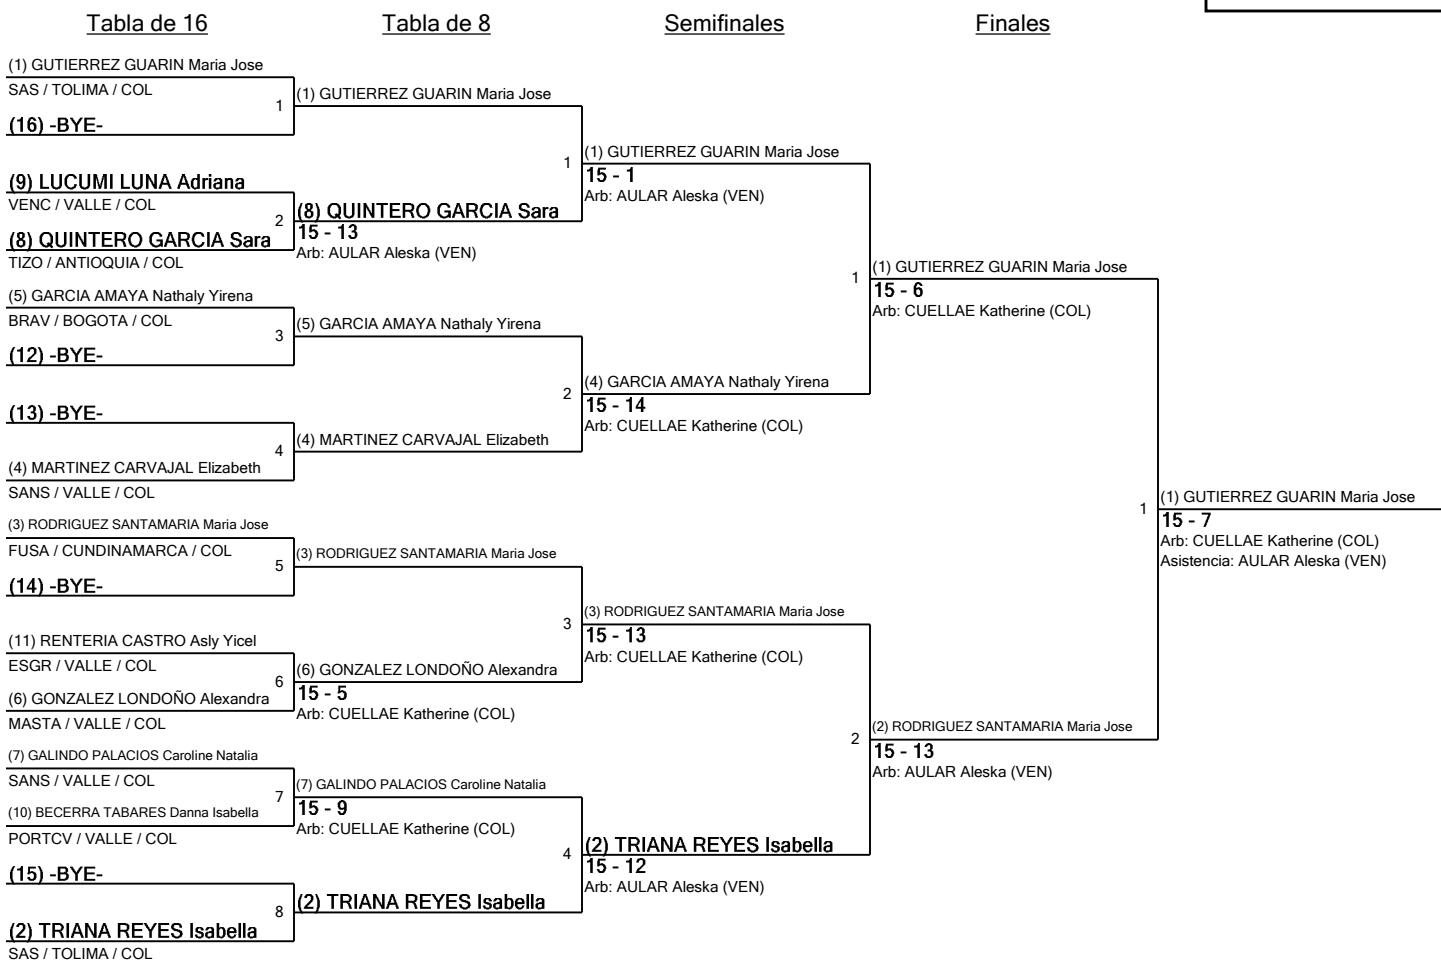 Tabla de 16
Tabla de 8
Semifinales
Finales
(1) GUTIERREZ GUARIN Maria Jose
SAS / TOLIMA / COL
1
(16) -BYE-
(9) LUCUMI LUNA Adriana
VENC / VALLE / COL
2
(8) QUINTERO GARCIA Sara
TIZO / ANTIOQUIA / COL
(5) GARCIA AMAYA Nathaly Yirena
BRAV / BOGOTA / COL
3
(12) -BYE-
(13) -BYE-
4
(4) MARTINEZ CARVAJAL Elizabeth
SANS / VALLE / COL
(3) RODRIGUEZ SANTAMARIA Maria Jose
FUSA / CUNDINAMARCA / COL
5
(14) -BYE-
(11) RENTERIA CASTRO Asly Yicel
ESGR / VALLE / COL
6
(6) GONZALEZ LONDOÑO Alexandra
MASTA / VALLE / COL
(7) GALINDO PALACIOS Caroline Natalia
SANS / VALLE / COL
7
(10) BECERRA TABARES Danna Isabella
PORTCV / VALLE / COL
(15) -BYE-
8
(2) TRIANA REYES Isabella
SAS / TOLIMA / COL
(1) GUTIERREZ GUARIN Maria Jose
1
(8) QUINTERO GARCIA Sara
15 - 13
Arb: AULAR Aleska (VEN)
(5) GARCIA AMAYA Nathaly Yirena
2
(4) MARTINEZ CARVAJAL Elizabeth
(3) RODRIGUEZ SANTAMARIA Maria Jose
3
(6) GONZALEZ LONDOÑO Alexandra
15 - 5
Arb: CUELLAE Katherine (COL)
(7) GALINDO PALACIOS Caroline Natalia
15 - 9
Arb: CUELLAE Katherine (COL)
4
(2) TRIANA REYES Isabella
(1) GUTIERREZ GUARIN Maria Jose
15 - 1
Arb: AULAR Aleska (VEN)
1
(4) GARCIA AMAYA Nathaly Yirena
15 - 14
Arb: CUELLAE Katherine (COL)
(3) RODRIGUEZ SANTAMARIA Maria Jose
15 - 13
Arb: CUELLAE Katherine (COL)
2
(2) TRIANA REYES Isabella
15 - 12
Arb: AULAR Aleska (VEN)
(1) GUTIERREZ GUARIN Maria Jose
15 - 6
Arb: CUELLAE Katherine (COL)
1
(2) RODRIGUEZ SANTAMARIA Maria Jose
15 - 13
Arb: AULAR Aleska (VEN)
(1) GUTIERREZ GUARIN Maria Jose
15 - 7
Arb: CUELLAE Katherine (COL)
Asistencia: AULAR Aleska (VEN)